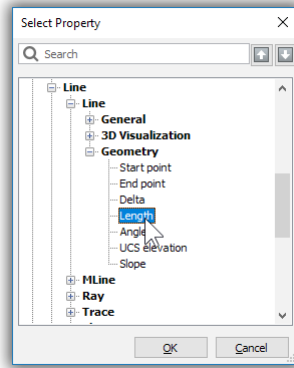 Select Property
Search
Line
Line
General
3D Visualization
Geometry
Start point
End point
Delta
Length
Angle
UCS elevation
Slope
MLine
Ray
Trace
OK
Cancel